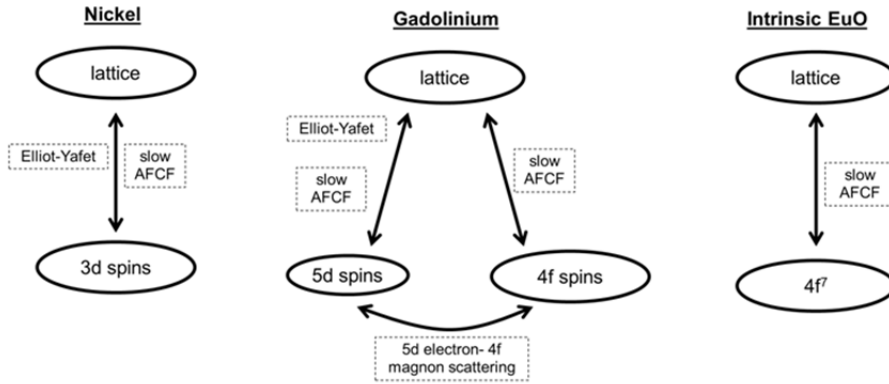 Nickel
lattice
Elliot-Yafet
slow
AFCF
3d spins
Gadolinium
lattice
Elliot-Yafet
slow
AFCF
slow
AFCF
5d spins
4f spins
5d electron- 4f
magnon scattering
Intrinsic EuO
lattice
slow
AFCF
4f⁷